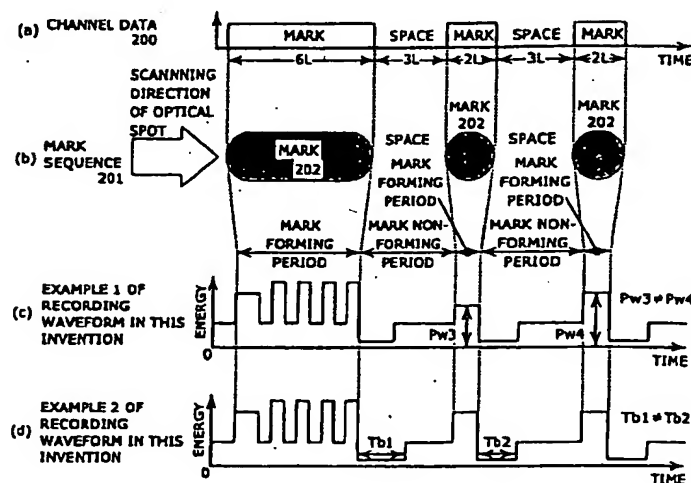 (a) CHANNEL DATA 200
MARK SPACE MARK SPACE MARK
6L 3L 2L 3L 2L TIME
SCANNNING DIRECTION OF OPTICAL SPOT
MARK 202 MARK 202
(b) MARK SEQUENCE 201
MARK 202
SPACE SPACE
MARK FORMING PERIOD
MARK FORMING PERIOD
MARK FORMING PERIOD
MARK NON-FORMING PERIOD
MARK NON-FORMING PERIOD
(c) EXAMPLE 1 OF RECORDING WAVEFORM IN THIS INVENTION
ENERGY
0
Pw3 Pw4
Pw3≠Pw4
TIME
(d) EXAMPLE 2 OF RECORDING WAVEFORM IN THIS INVENTION
ENERGY
0
Tb1 Tb2
Tb1≠Tb2
TIME